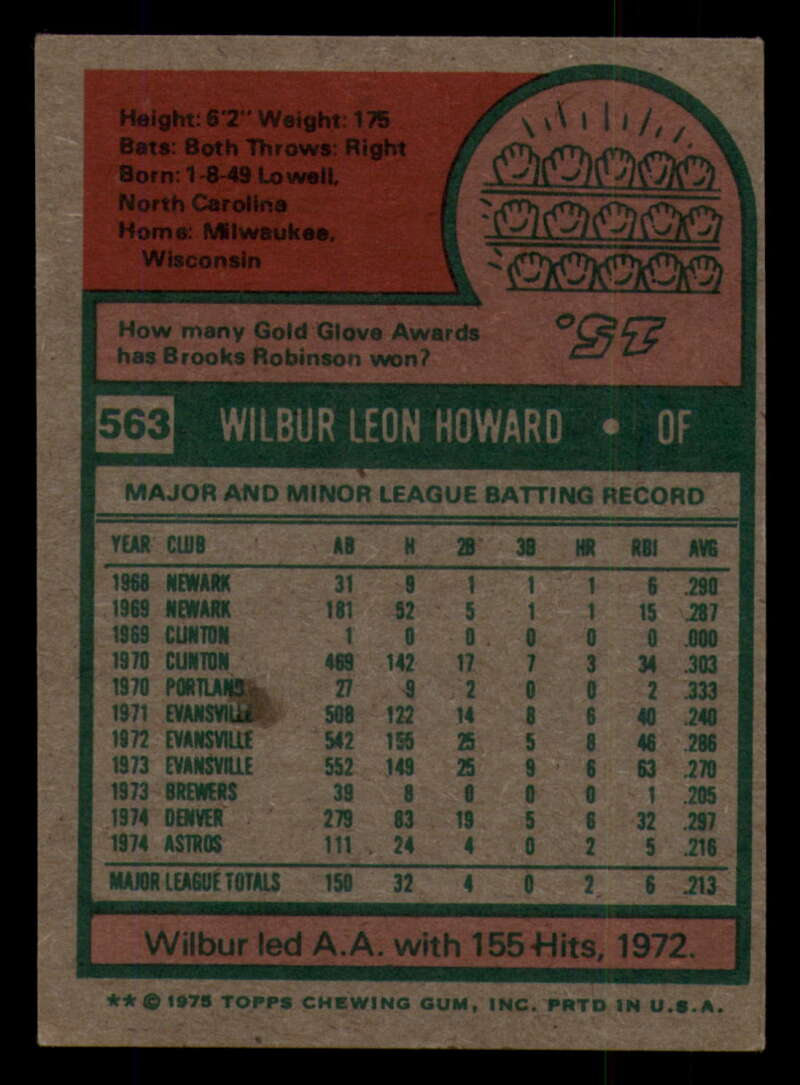 Height: 6'2" Weight: 175
Bats: Both Throws: Right
Born: 1-8-49 Lowell,
North Carolina
Home: Milwaukee,
Wisconsin
How many Gold Glove Awards
has Brooks Robinson won?
15.
563 WILBUR LEON HOWARD • OF
MAJOR AND MINOR LEAGUE BATTING RECORD
YEAR CLUB AB H 2B 3B HR RBI AVG
1968 NEWARK 31 9 1 1 1 6 .290
1969 NEWARK 181 52 5 1 1 15 .287
1969 CLINTON 1 0 0 0 0 0 .000
1970 CLINTON 469 142 17 7 3 34 .303
1970 PORTLAND 27 9 2 0 0 2 .333
1971 EVANSVILLE 508 122 14 8 6 40 .240
1972 EVANSVILLE 542 155 25 5 8 46 .286
1973 EVANSVILLE 552 149 25 9 6 63 .270
1973 BREWERS 39 8 0 0 0 1 .205
1974 DENVER 279 83 19 5 6 32 .297
1974 ASTROS 111 24 4 0 2 5 .216
MAJOR LEAGUE TOTALS 150 32 4 0 2 6 .213
Wilbur led A.A. with 155 Hits, 1972.
** © 1975 TOPPS CHEWING GUM, INC. PRTD IN U.S.A.